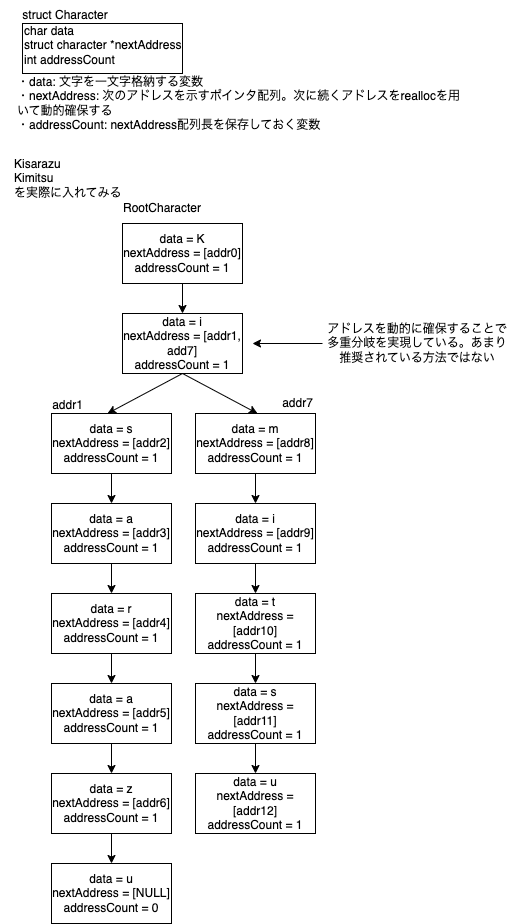 struct Character
char data
struct character *nextAddress
int addressCount
・data: 文字を一文字格納する変数
・nextAddress: 次のアドレスを示すポインタ配列。次に続くアドレスをreallocを用
いて動的確保する
・addressCount: nextAddress配列長を保存しておく変数
Kisarazu
Kimitsu
を実際に入れてみる
RootCharacter
data = K
nextAddress = [addr0]
addressCount = 1
data = i
nextAddress = [addr1,
add7]
addressCount = 1
アドレスを動的に確保することで
多重分岐を実現している。あまり
推奨されている方法ではない
addr1
data = s
nextAddress = [addr2]
addressCount = 1
data = a
nextAddress = [addr3]
addressCount = 1
data = r
nextAddress = [addr4]
addressCount = 1
data = a
nextAddress = [addr5]
addressCount = 1
data = z
nextAddress = [addr6]
addressCount = 1
data = u
nextAddress = [NULL]
addressCount = 0
addr7
data = m
nextAddress = [addr8]
addressCount = 1
data = i
nextAddress = [addr9]
addressCount = 1
data = t
nextAddress =
[addr10]
addressCount = 1
data = s
nextAddress =
[addr11]
addressCount = 1
data = u
nextAddress =
[addr12]
addressCount = 1